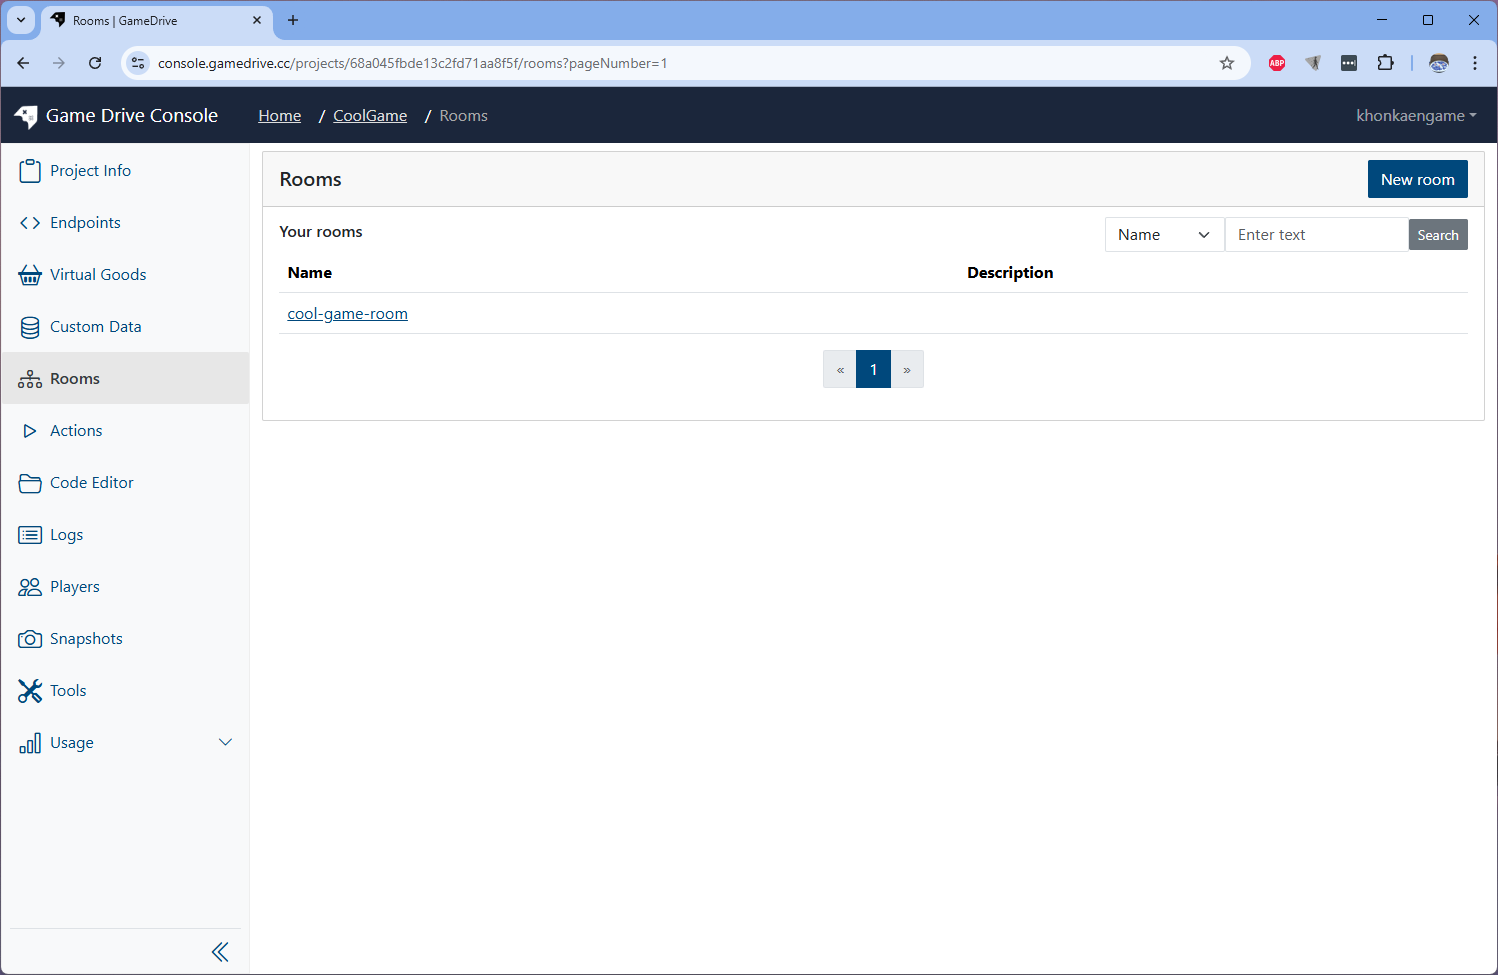 Rooms | GameDrive
console.gamedrive.cc/projects/68a045fbde13c2fd71aa8f5f/rooms?pageNumber=1
ABP
Game Drive Console
Home / CoolGame / Rooms
khonkaengame
Project Info
Endpoints
Virtual Goods
Custom Data
Rooms
Actions
Code Editor
Logs
Players
Snapshots
Tools
Usage
Rooms
New room
Your rooms
Name
Enter text
Search
Name Description
cool-game-room
« 1 »